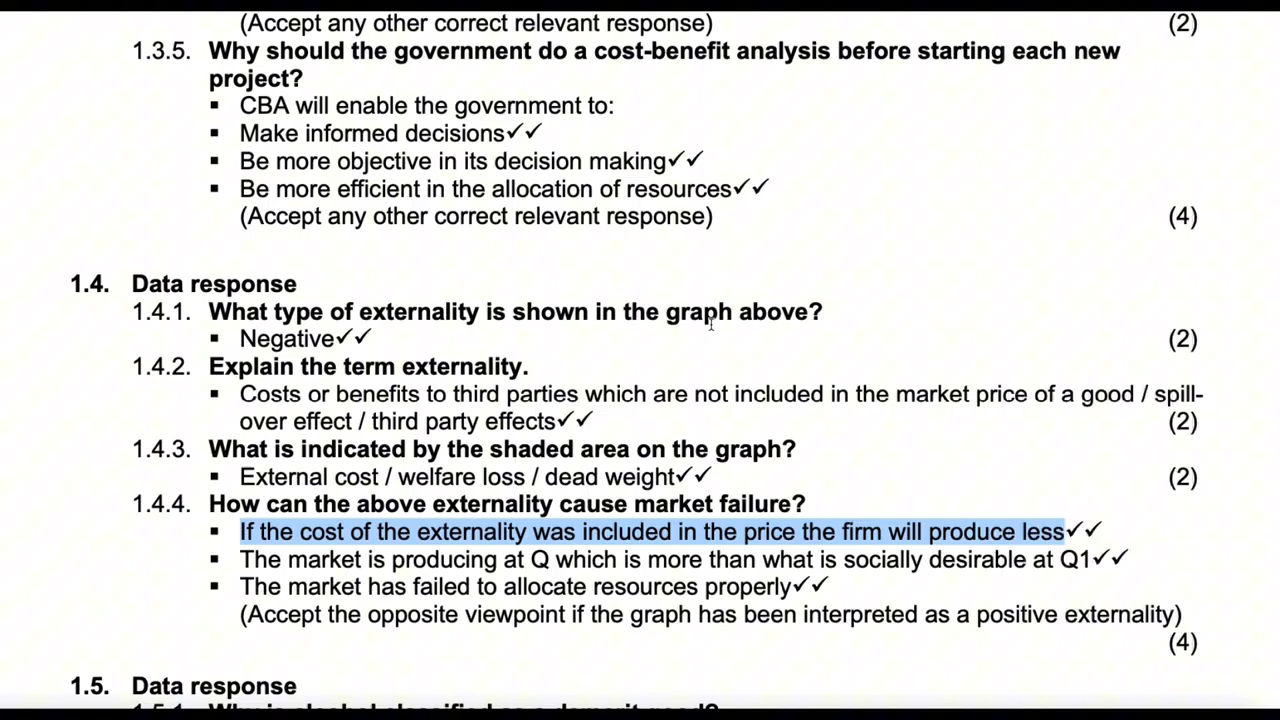 (Accept any other correct relevant response) (2)
1.3.5. Why should the government do a cost-benefit analysis before starting each new
project?
▪ CBA will enable the government to:
▪ Make informed decisions✓✓
▪ Be more objective in its decision making✓✓
▪ Be more efficient in the allocation of resources✓✓
(Accept any other correct relevant response) (4)
1.4. Data response
1.4.1. What type of externality is shown in the graph above?
▪ Negative✓✓ (2)
1.4.2. Explain the term externality.
▪ Costs or benefits to third parties which are not included in the market price of a good / spill-
over effect / third party effects✓✓ (2)
1.4.3. What is indicated by the shaded area on the graph?
▪ External cost / welfare loss / dead weight✓✓ (2)
1.4.4. How can the above externality cause market failure?
▪ If the cost of the externality was included in the price the firm will produce less✓✓
▪ The market is producing at Q which is more than what is socially desirable at Q1✓✓
▪ The market has failed to allocate resources properly✓✓
(Accept the opposite viewpoint if the graph has been interpreted as a positive externality)
(4)
1.5. Data response
1.5.1. Why is alcohol classified as a demerit good?